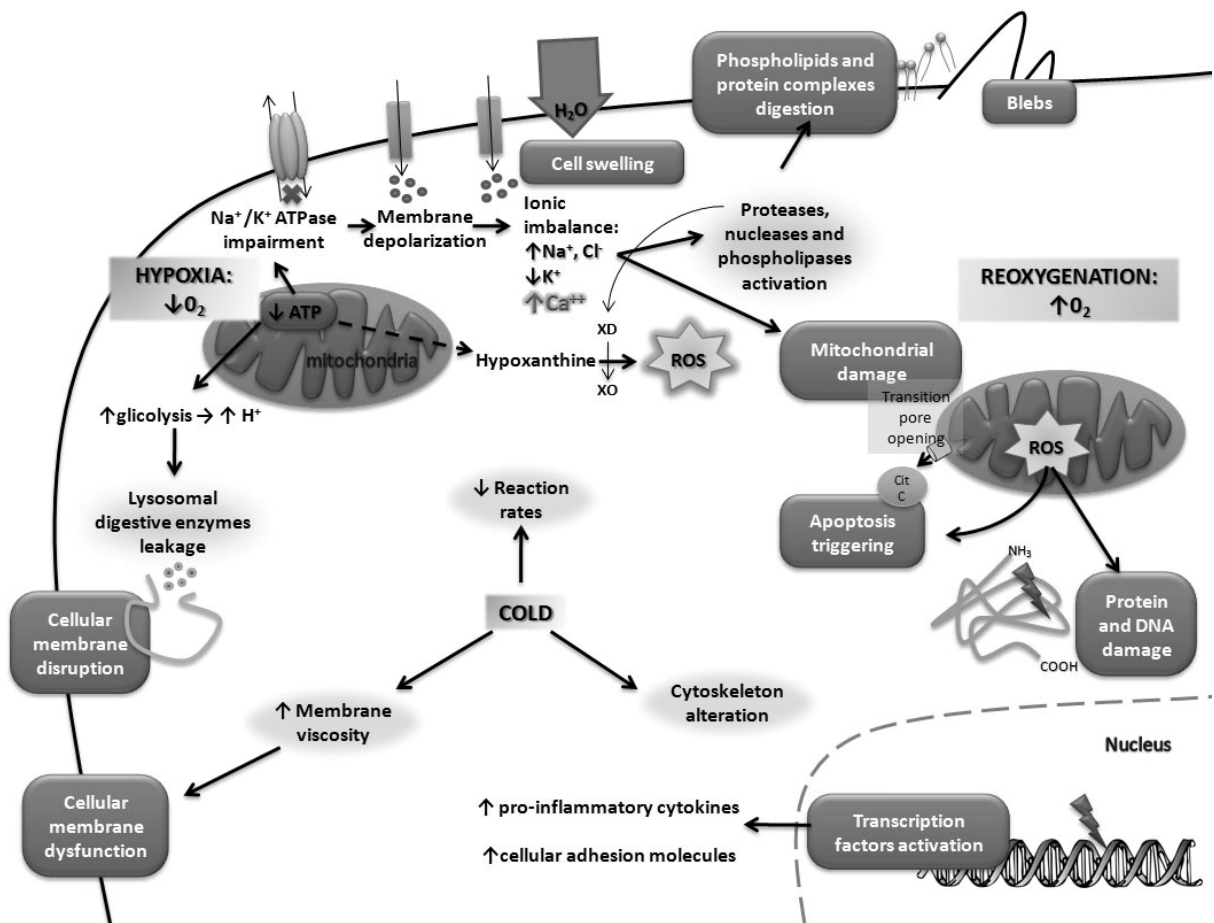 Phospholipids and
protein complexes
digestion
Blebs
H₂O
Cell swelling
Na⁺/K⁺ ATPase
impairment
Membrane
depolarization
Ionic
imbalance:
↑Na⁺, Cl⁻
↓K⁺
↑Ca⁺⁺
Proteases,
nucleases and
phospholipases
activation
HYPOXIA:
↓0₂
REOXYGENATION:
↑0₂
↓ ATP
mitochondria
Hypoxanthine
XD
XO
ROS
Mitochondrial
damage
Transition
pore
opening
ROS
Cit
C
Apoptosis
triggering
↑glicolysis → ↑ H⁺
Lysosomal
digestive enzymes
leakage
Cellular
membrane
disruption
↓ Reaction
rates
COLD
NH₃
COOH
Protein
and DNA
damage
↑ Membrane
viscosity
Cytoskeleton
alteration
Cellular
membrane
dysfunction
Nucleus
↑ pro-inflammatory cytokines
↑cellular adhesion molecules
Transcription
factors activation